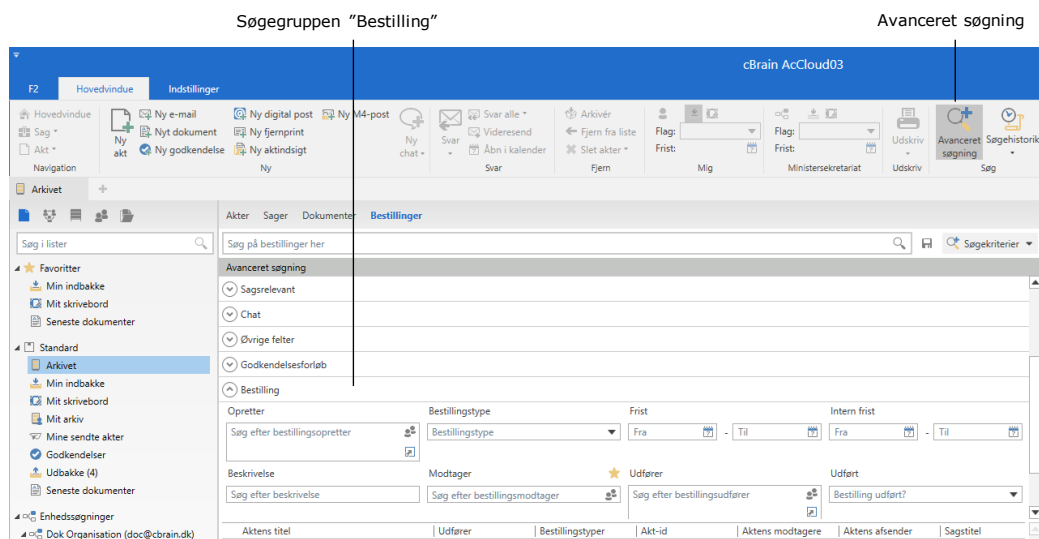 Søgegruppen ”Bestilling”
Avanceret søgning
cBrain AcCloud03
F2 Hovedvindue Indstillinger
Hovedvindue
Sag
Akt
Navigation
Ny akt
Ny e-mail
Nyt dokument
Ny godkendelse
Ny digital post
Ny fjernprint
Ny aktindsigt
Ny M4-post
Ny
Ny chat
Svar
Svar alle
Videresend
Åbn i kalender
Svar
Arkivér
Fjern fra liste
Slet akter
Fjern
Flag:
Frist:
Mig
Flag:
Frist:
Ministersekretariat
Udskriv
Udskriv
Avanceret søgning
Søgehistorik
Søg
Arkivet
Akter Sager Dokumenter Bestillinger
Søg i lister
Søg på bestillinger her
Søgekriterier
Favoritter
Min indbakke
Mit skrivebord
Seneste dokumenter
Standard
Arkivet
Min indbakke
Mit skrivebord
Mit arkiv
Mine sendte akter
Godkendelser
Udbakke (4)
Seneste dokumenter
Enhedssøgninger
Dok Organisation (doc@cbrain.dk)
Avanceret søgning
Sagsrelevant
Chat
Øvrige felter
Godkendelsesforløb
Bestilling
Opretter Bestillingstype Frist Intern frist
Søg efter bestillingsopretter Bestillingstype Fra - Til Fra - Til
Beskrivelse Modtager Udfører Udført
Søg efter beskrivelse Søg efter bestillingsmodtager Søg efter bestillingsudfører Bestilling udført?
Aktens titel Udfører Bestillingstyper Akt-id Aktens modtagere Aktens afsender Sagstitel